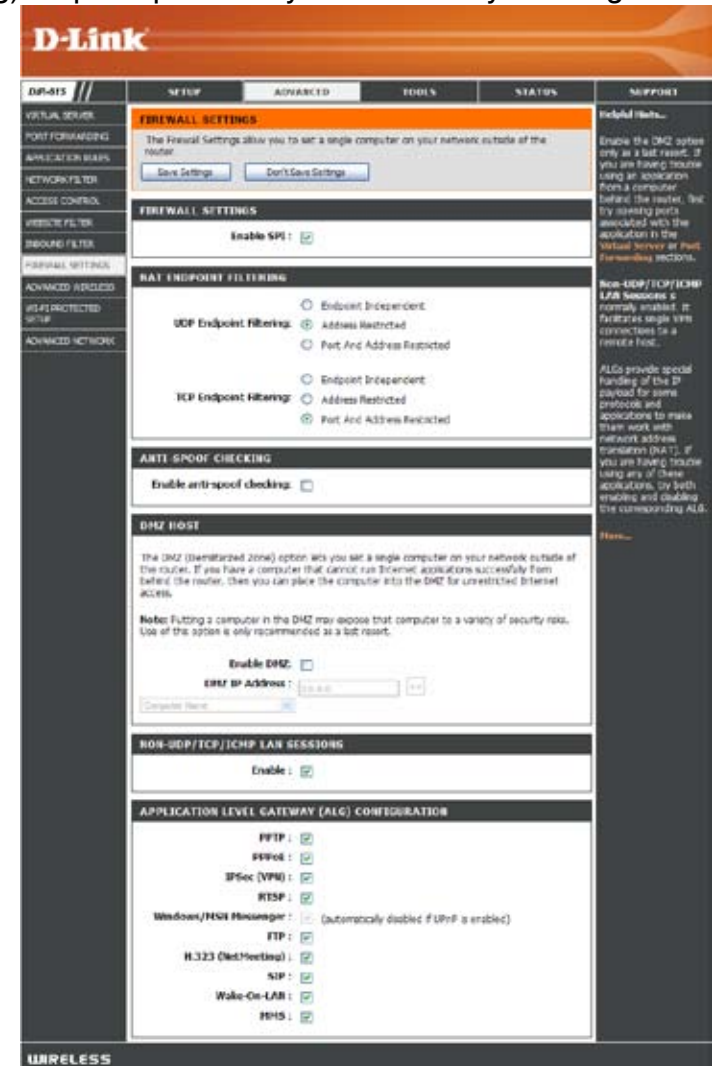 D-Link
DIR-615 // SETUP ADVANCED TOOLS STATUS SUPPORT
VIRTUAL SERVER
PORT FORWARDING
APPLICATION RULES
NETWORK FILTER
ACCESS CONTROL
WEBSITE FILTER
INBOUND FILTER
FIREWALL SETTINGS
ADVANCED WIRELESS
WI-FI PROTECTED
SETUP
ADVANCED NETWORK
FIREWALL SETTINGS
The Firewall Settings allow you to set a single computer on your network outside of the
router.
Save Settings Don't Save Settings
FIREWALL SETTINGS
Enable SPI :
NAT ENDPOINT FILTERING
UDP Endpoint Filtering:
Endpoint Independent
Address Restricted
Port And Address Restricted
TCP Endpoint Filtering:
Endpoint Independent
Address Restricted
Port And Address Restricted
ANTI-SPOOF CHECKING
Enable anti-spoof checking:
DMZ HOST
The DMZ (Demilitarized Zone) option lets you set a single computer on your network outside of
the router. If you have a computer that cannot run Internet applications successfully from
behind the router, then you can place the computer into the DMZ for unrestricted Internet
access.
Note: Putting a computer in the DMZ may expose that computer to a variety of security risks.
Use of this option is only recommended as a last resort.
Enable DMZ:
DMZ IP Address : 0.0.0.0 <<
Computer Name
NON-UDP/TCP/ICMP LAN SESSIONS
Enable :
APPLICATION LEVEL GATEWAY (ALG) CONFIGURATION
PPTP :
PPPoE :
IPSec (VPN) :
RTSP :
Windows/MSN Messenger : (automatically disabled if UPnP is enabled)
FTP :
H.323 (NetMeeting) :
SIP :
Wake-On-LAN :
MMS :
Helpful Hints...
Enable the DMZ option
only as a last resort. If
you are having trouble
using an application
from a computer
behind the router, first
try opening ports
associated with the
application in the
Virtual Server or Port
Forwarding sections.
Non-UDP/TCP/ICMP
LAN Sessions is
normally enabled. It
facilitates single VPN
connections to a
remote host.
ALGs provide special
handling of the IP
payload for some
protocols and
applications to make
them work with
network address
translation (NAT). If
you are having trouble
using any of these
applications, try both
enabling and disabling
the corresponding ALG.
More...
WIRELESS